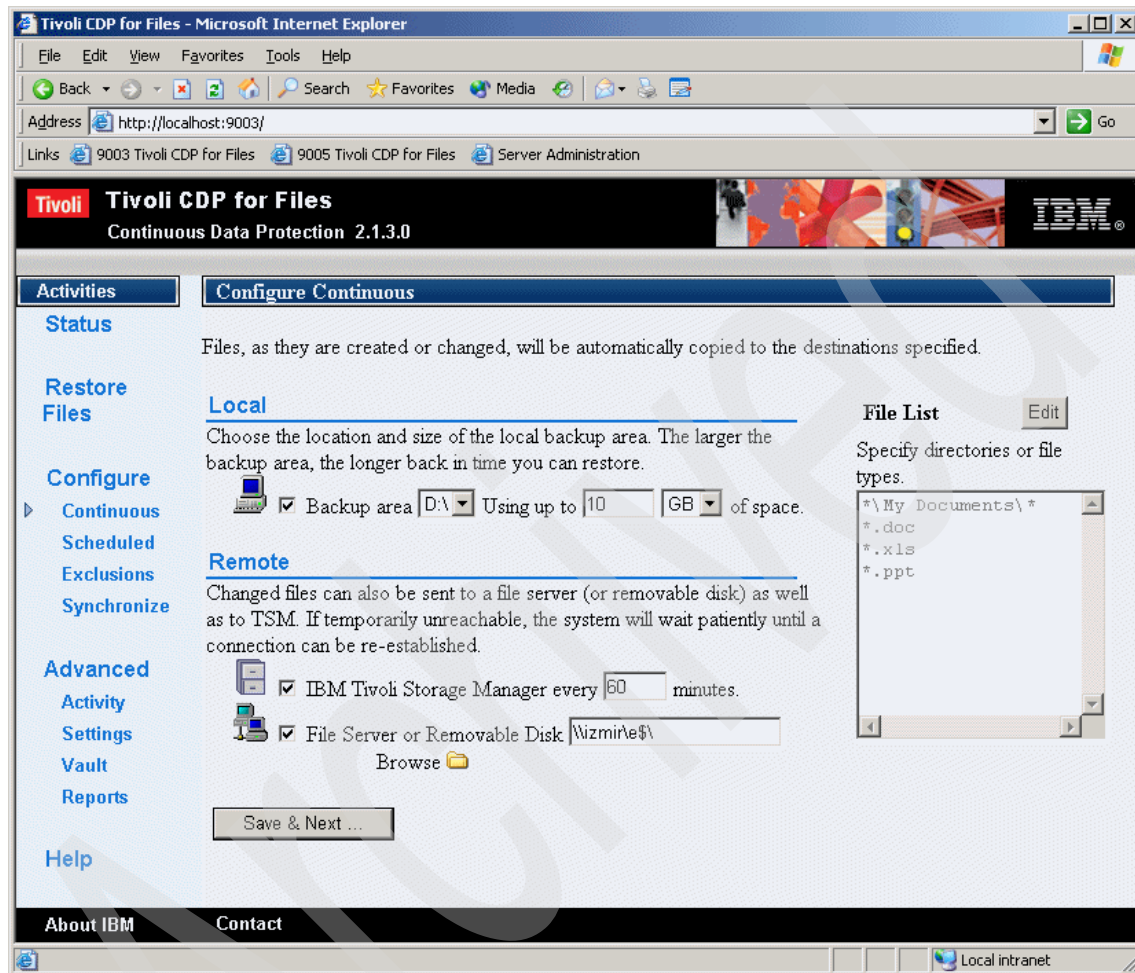 Tivoli CDP for Files - Microsoft Internet Explorer
File Edit View Favorites Tools Help
Back Search Favorites Media
Address http://localhost:9003/ Go
Links 9003 Tivoli CDP for Files 9005 Tivoli CDP for Files Server Administration
Tivoli Tivoli CDP for Files
Continuous Data Protection 2.1.3.0
IBM®
Activities
Status
Restore
Files
Configure
Continuous
Scheduled
Exclusions
Synchronize
Advanced
Activity
Settings
Vault
Reports
Help
Configure Continuous
Files, as they are created or changed, will be automatically copied to the destinations specified.
Local
Choose the location and size of the local backup area. The larger the
backup area, the longer back in time you can restore.
Backup area D:\ Using up to 10 GB of space.
Remote
Changed files can also be sent to a file server (or removable disk) as well
as to TSM. If temporarily unreachable, the system will wait patiently until a
connection can be re-established.
IBM Tivoli Storage Manager every 60 minutes.
File Server or Removable Disk \\izmir\e$\
Browse
Save & Next ...
File List Edit
Specify directories or file
types.
*\My Documents\*
*.doc
*.xls
*.ppt
About IBM Contact
Local intranet
Archived